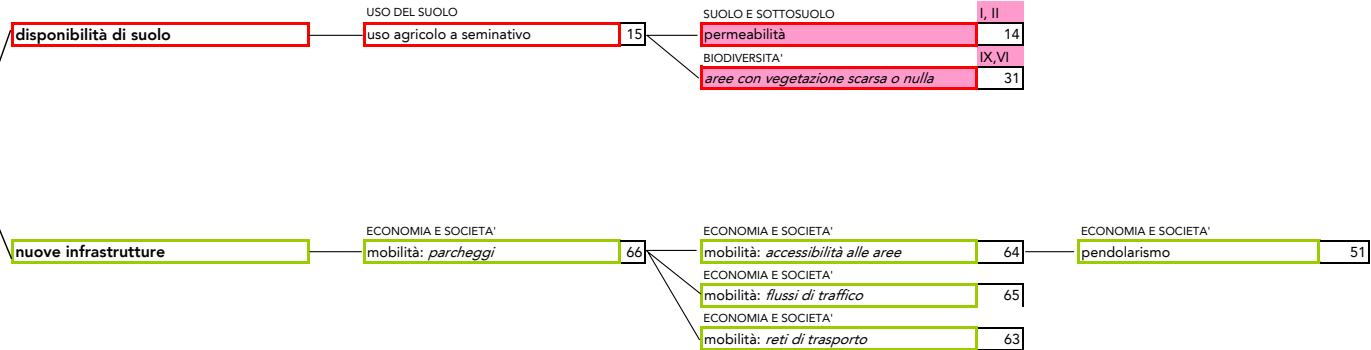 USO DEL SUOLO SUOLO E SOTTOSUOLO I, II
disponibilità di suolo uso agricolo a seminativo 15 permeabilità 14
BIODIVERSITA' IX,VI
aree con vegetazione scarsa o nulla 31
ECONOMIA E SOCIETA' ECONOMIA E SOCIETA' ECONOMIA E SOCIETA'
nuove infrastrutture mobilità: parcheggi 66 mobilità: accessibilità alle aree 64 pendolarismo 51
ECONOMIA E SOCIETA'
mobilità: flussi di traffico 65
ECONOMIA E SOCIETA'
mobilità: reti di trasporto 63